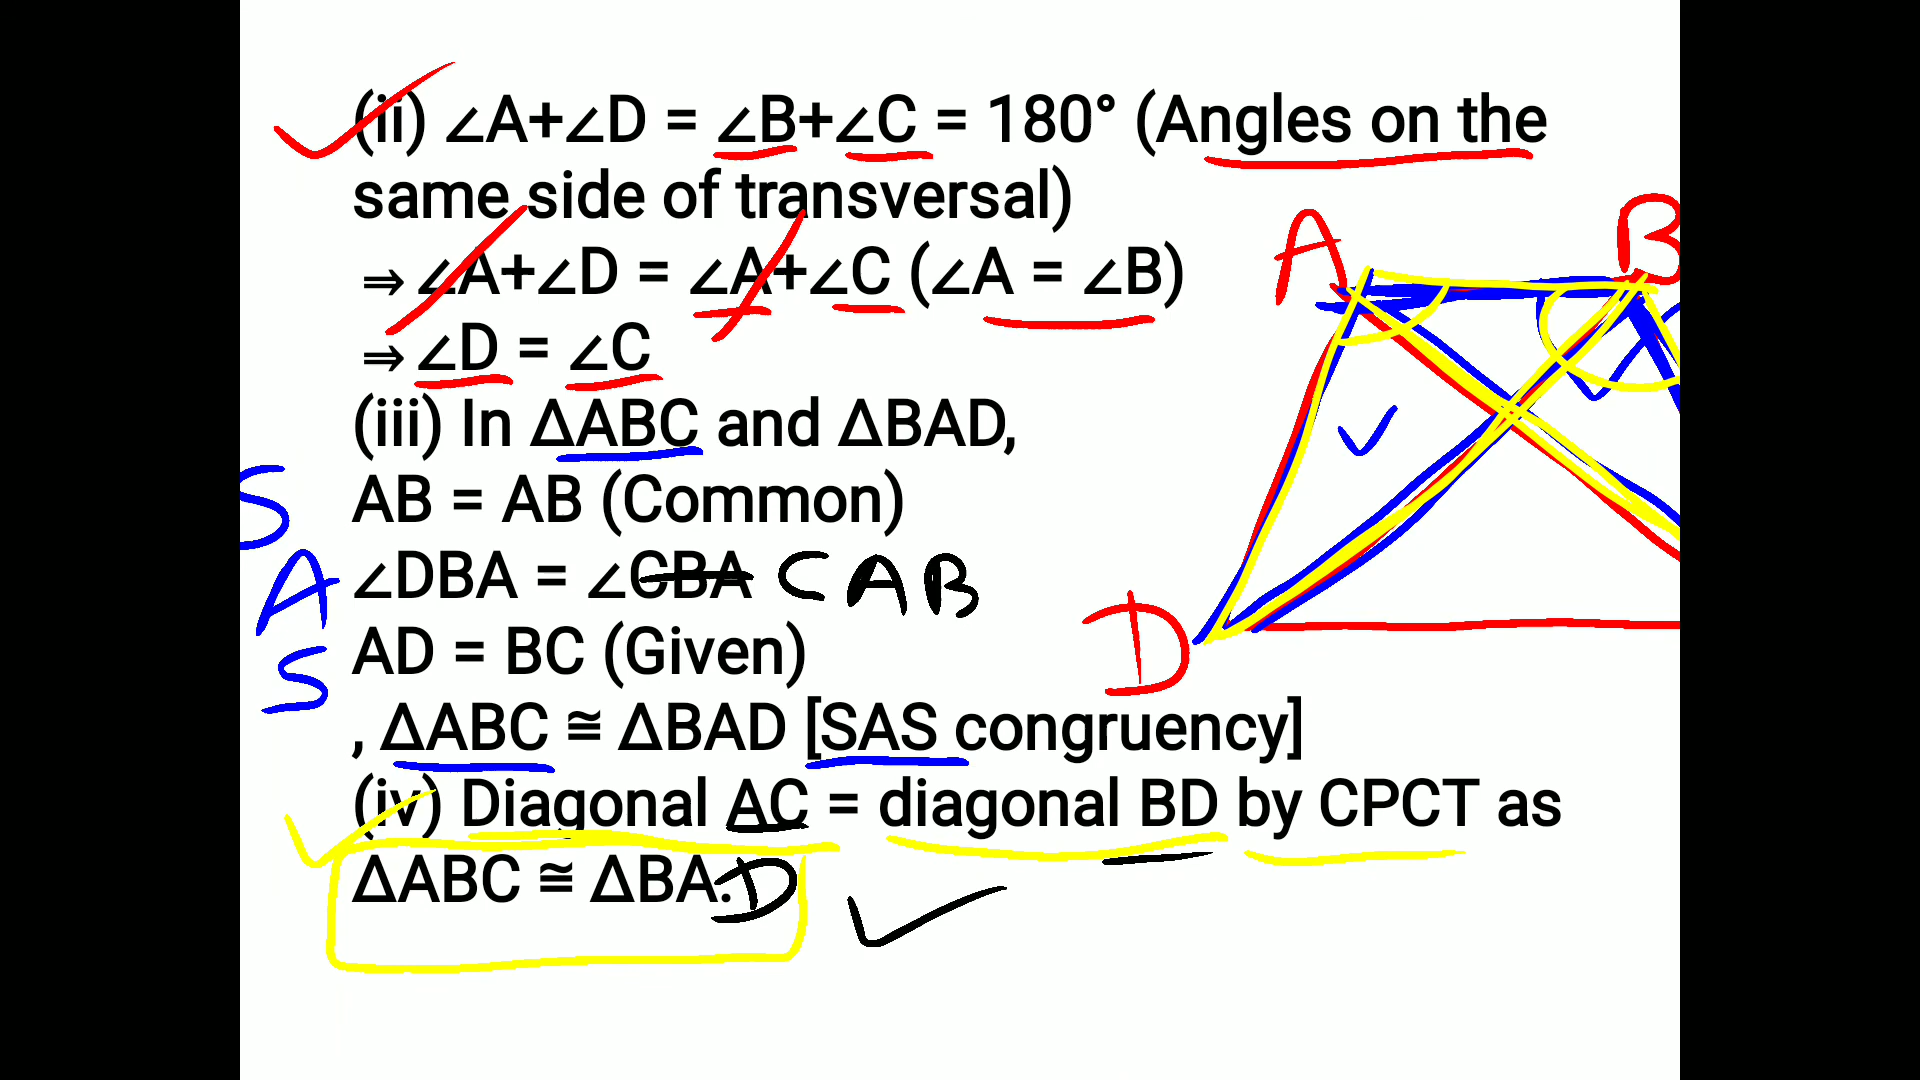 (ii) ∠A+∠D = ∠B+∠C = 180° (Angles on the
same side of transversal)
⇒ ∠A+∠D = ∠A+∠C (∠A = ∠B)
⇒ ∠D = ∠C
(iii) In ΔABC and ΔBAD,
S
AB = AB (Common)
A
∠DBA = ∠CBA CAB
S
AD = BC (Given)
, ΔABC ≅ ΔBAD [SAS congruency]
(iv) Diagonal AC = diagonal BD by CPCT as
ΔABC ≅ ΔBA.D
A
B
D